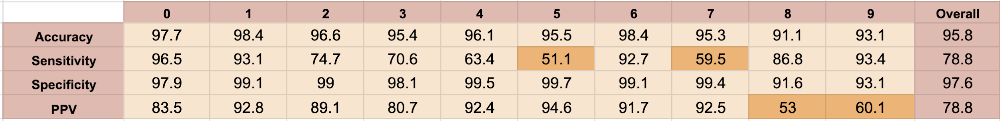 0 1 2 3 4 5 6 7 8 9 Overall
Accuracy 97.7 98.4 96.6 95.4 96.1 95.5 98.4 95.3 91.1 93.1 95.8
Sensitivity 96.5 93.1 74.7 70.6 63.4 51.1 92.7 59.5 86.8 93.4 78.8
Specificity 97.9 99.1 99 98.1 99.5 99.7 99.1 99.4 91.6 93.1 97.6
PPV 83.5 92.8 89.1 80.7 92.4 94.6 91.7 92.5 53 60.1 78.8